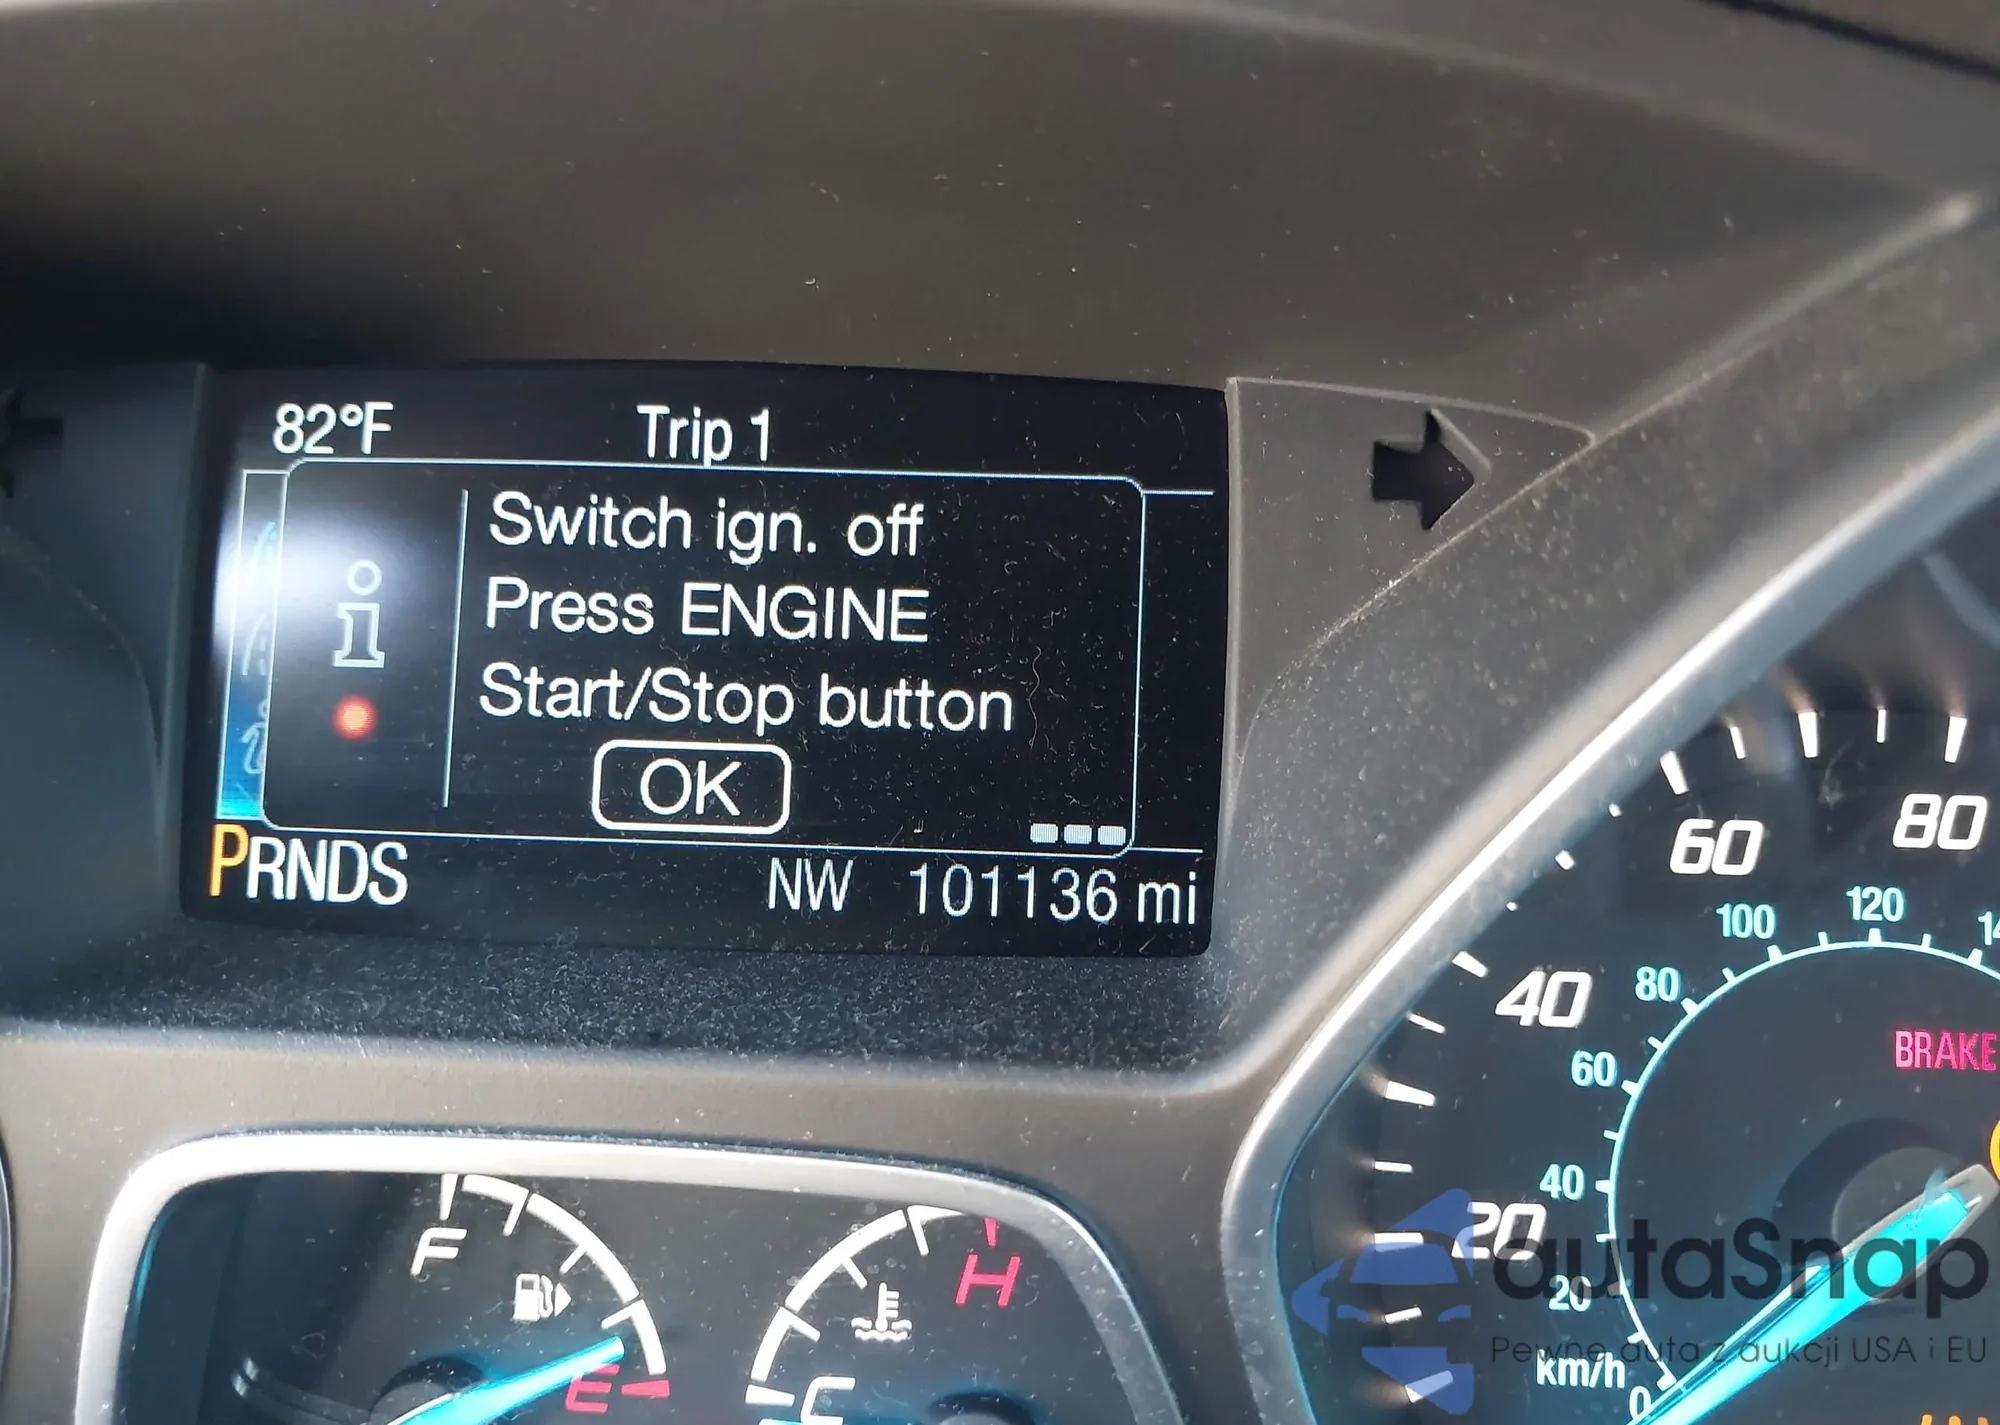 82°F Trip 1
Switch ign. off
Press ENGINE
Start/Stop button
OK
PRNDS NW 101136 mi
60 80
100 120
40 80
BRAKE
60
40
20
20
km/h 0
F
H
E
C
autaSnap
Pewne auta z aukcji USA i EU